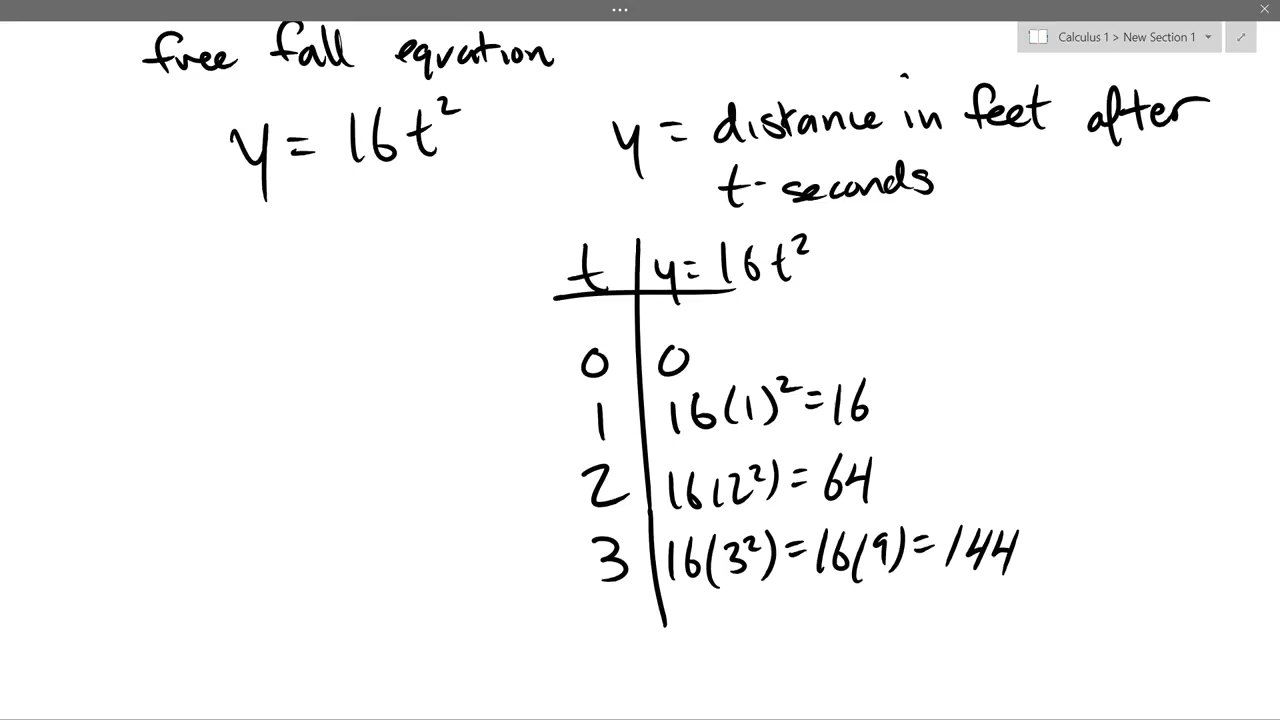 Calculus 1 > New Section 1
free fall equation
y = 16t²
y = distance in feet after
t- seconds
t | y = 16t²
0 | 0
1 | 16(1)² = 16
2 | 16(2²) = 64
3 | 16(3²) = 16(9) = 144